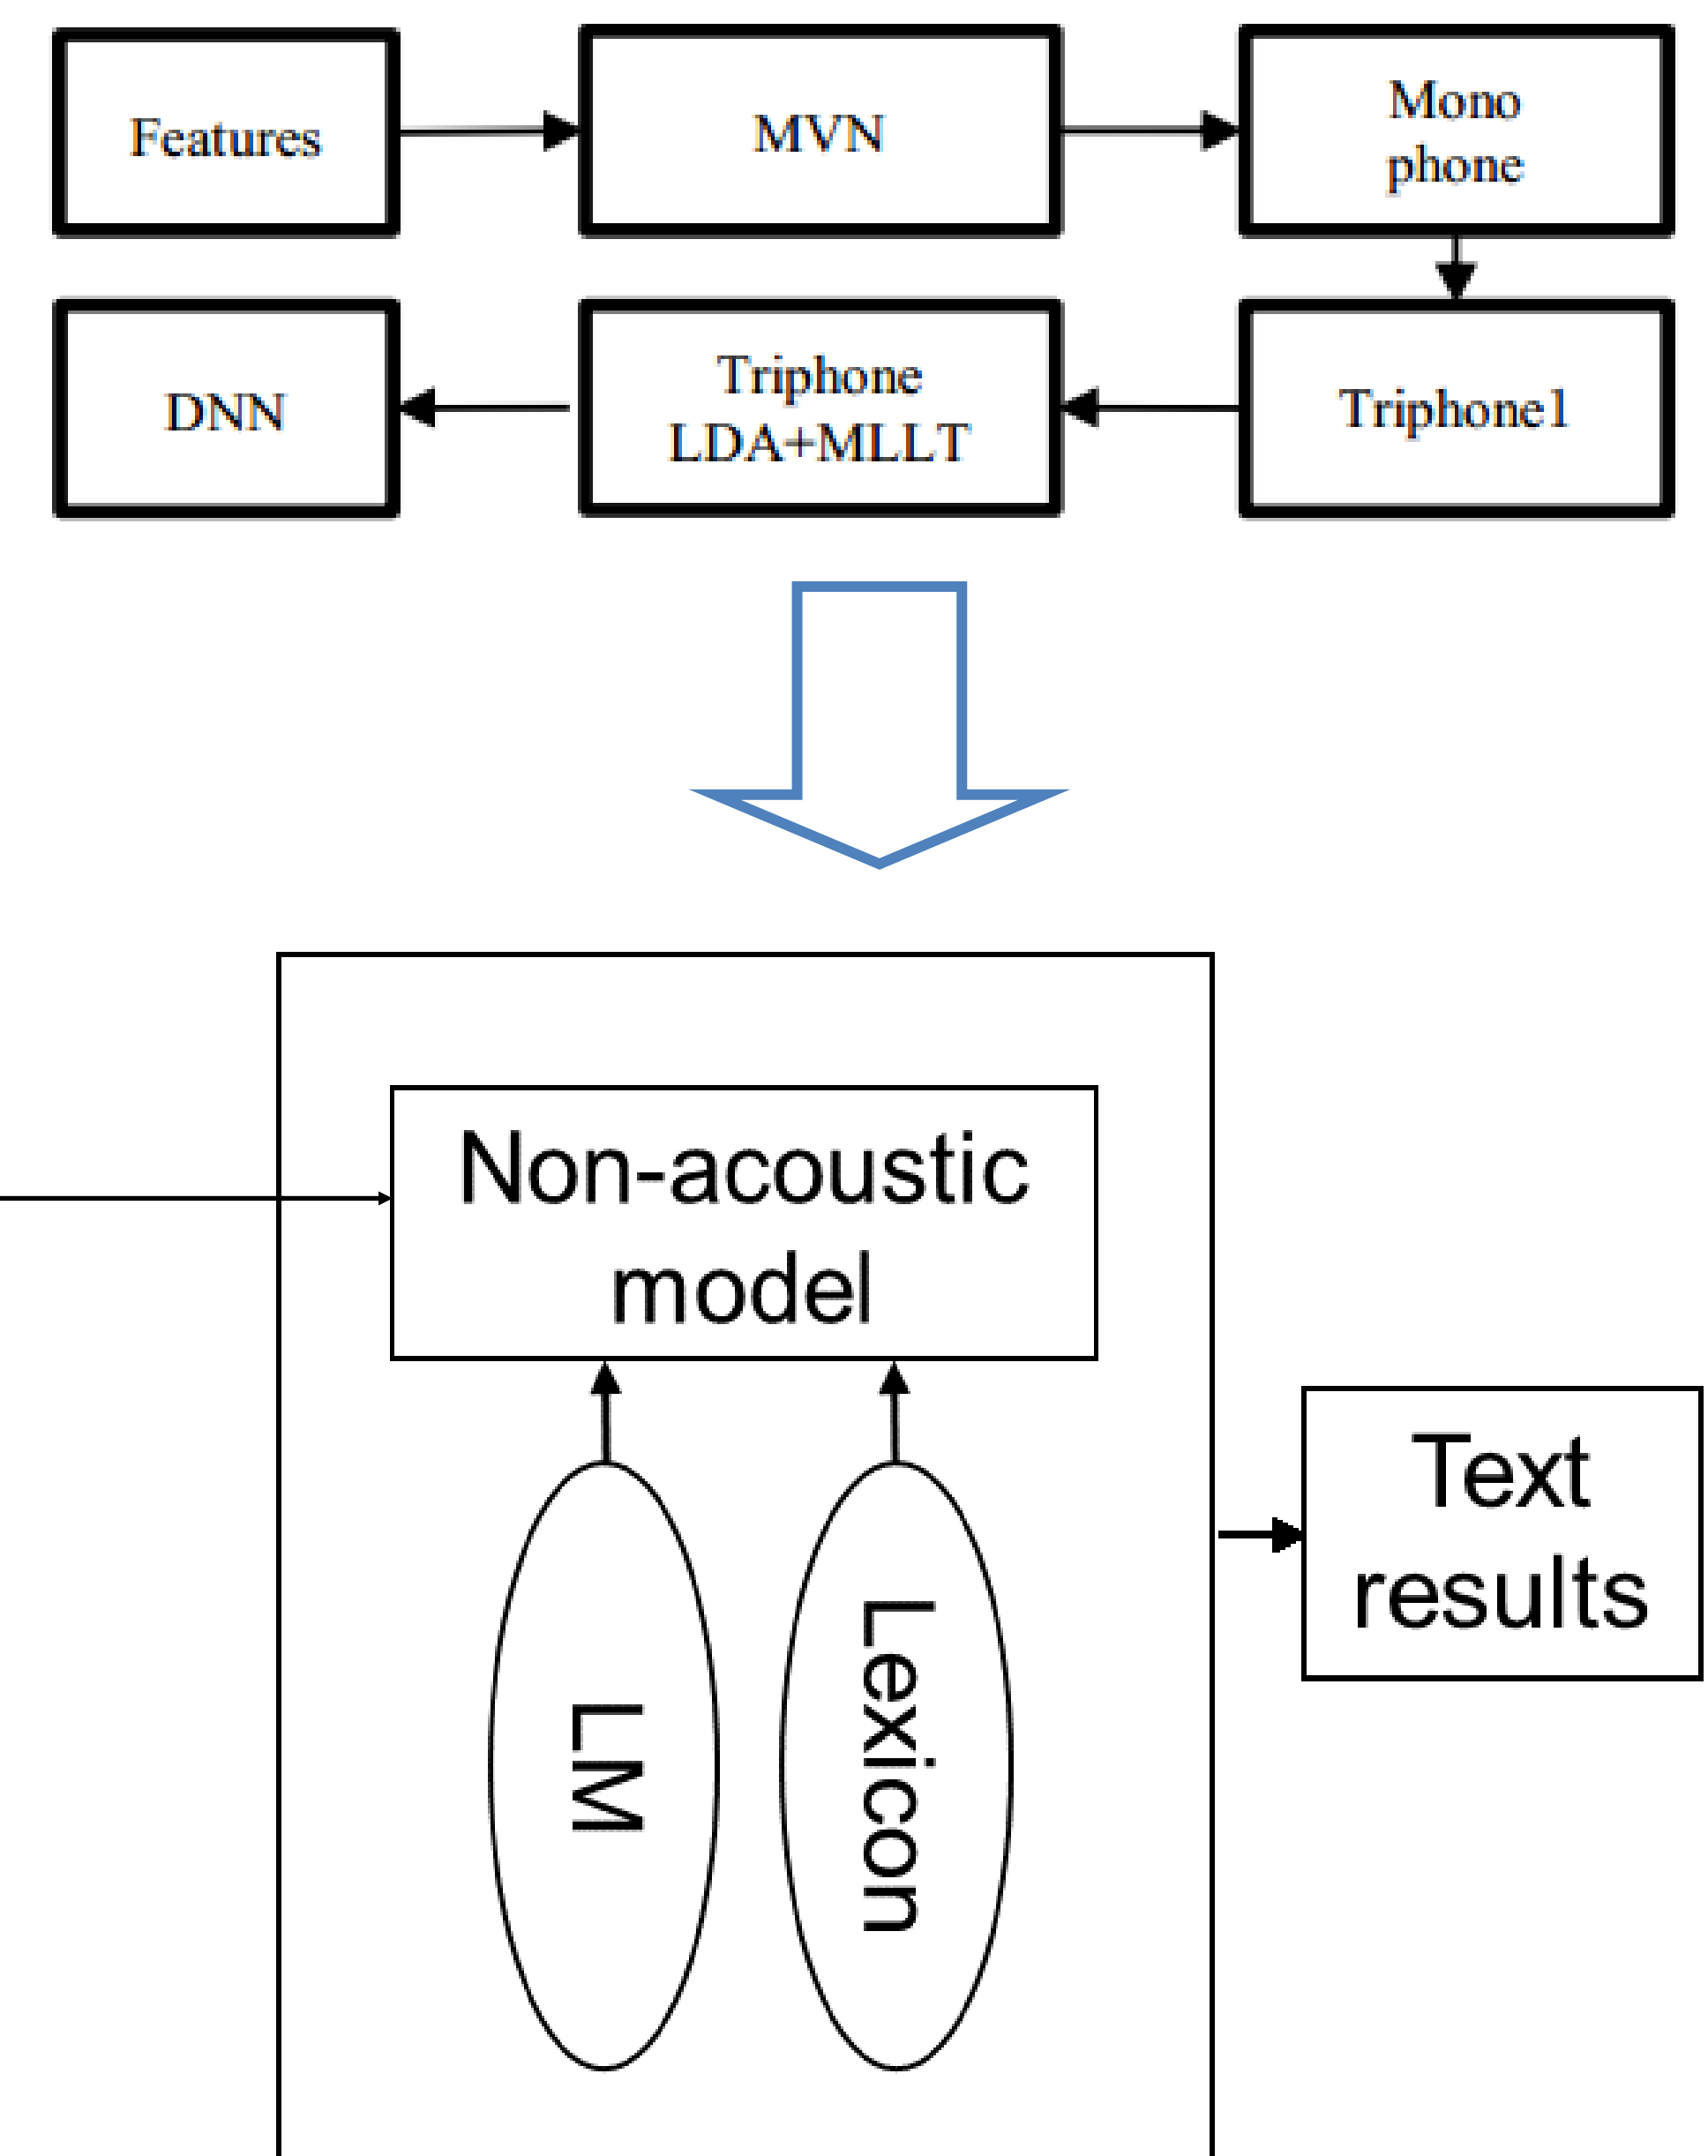 Features
MVN
Mono
phone
DNN
Triphone
LDA+MLLT
Triphone1
Non-acoustic
model
Text
results
LM
Lexicon